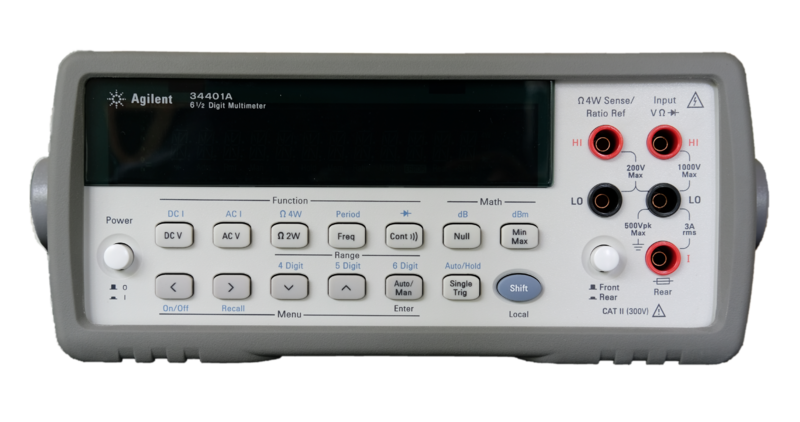 Agilent 34401A
6 1/2 Digit Multimeter
Ω 4W Sense/
Ratio Ref
Input
V Ω
HI
HI
200V
Max
1000V
Max
LO
LO
500Vpk
Max
3A
rms
I
Front
Rear
Rear
CAT II (300V)
Power
0
I
Function
Math
DC I
AC I
Ω 4W
Period
dB
dBm
DC V
AC V
Ω 2W
Freq
Cont
Null
Min
Max
Range
4 Digit
5 Digit
6 Digit
Auto/Hold
<
>
Auto/
Man
Single
Trig
Shift
On/Off
Recall
Menu
Enter
Local